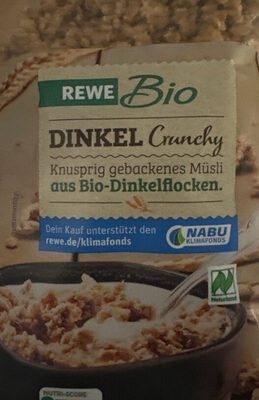 REWE Bio
DINKEL Crunchy
Knusprig gebackenes Müsli
aus Bio-Dinkelflocken.
Dein Kauf unterstützt den
rewe.de/klimafonds
NABU
KLIMAFONDS
Naturland
NUTRI-SCORE